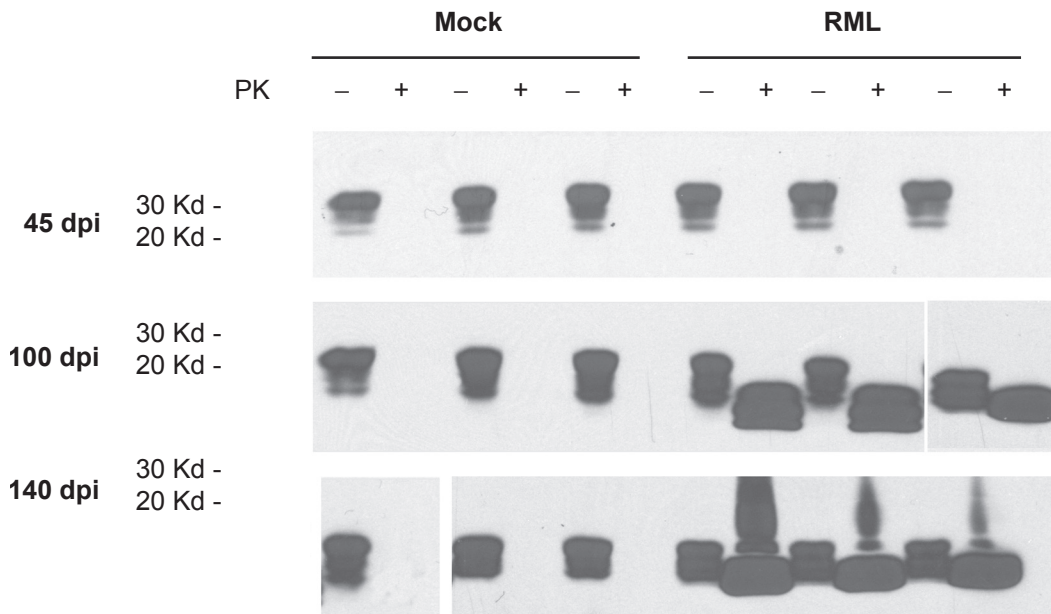 Mock RML
PK – + – + – + – + – + – +
45 dpi
30 Kd -
20 Kd -
100 dpi
30 Kd -
20 Kd -
140 dpi
30 Kd -
20 Kd -